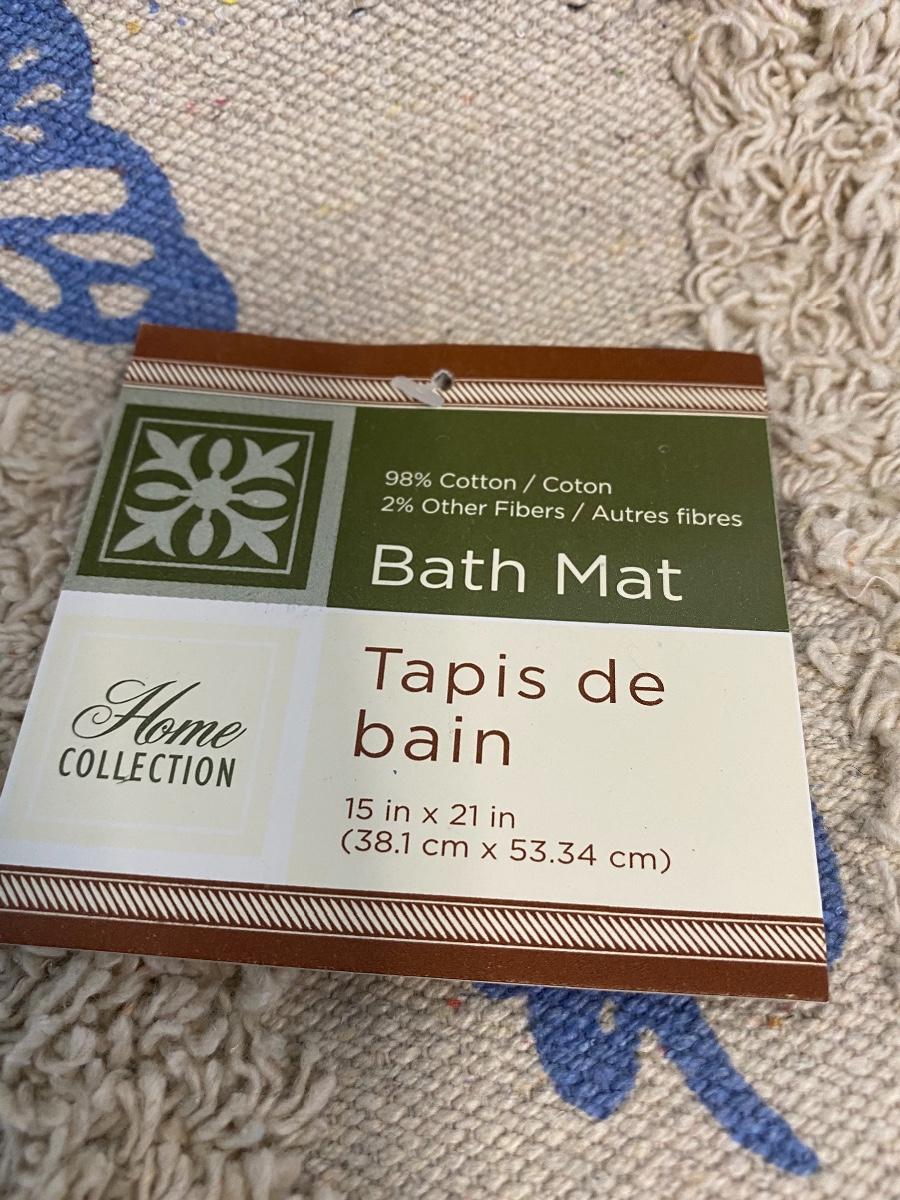 98% Cotton / Coton
2% Other Fibers / Autres fibres
Bath Mat
Tapis de
bain
15 in x 21 in
(38.1 cm x 53.34 cm)
Home
COLLECTION